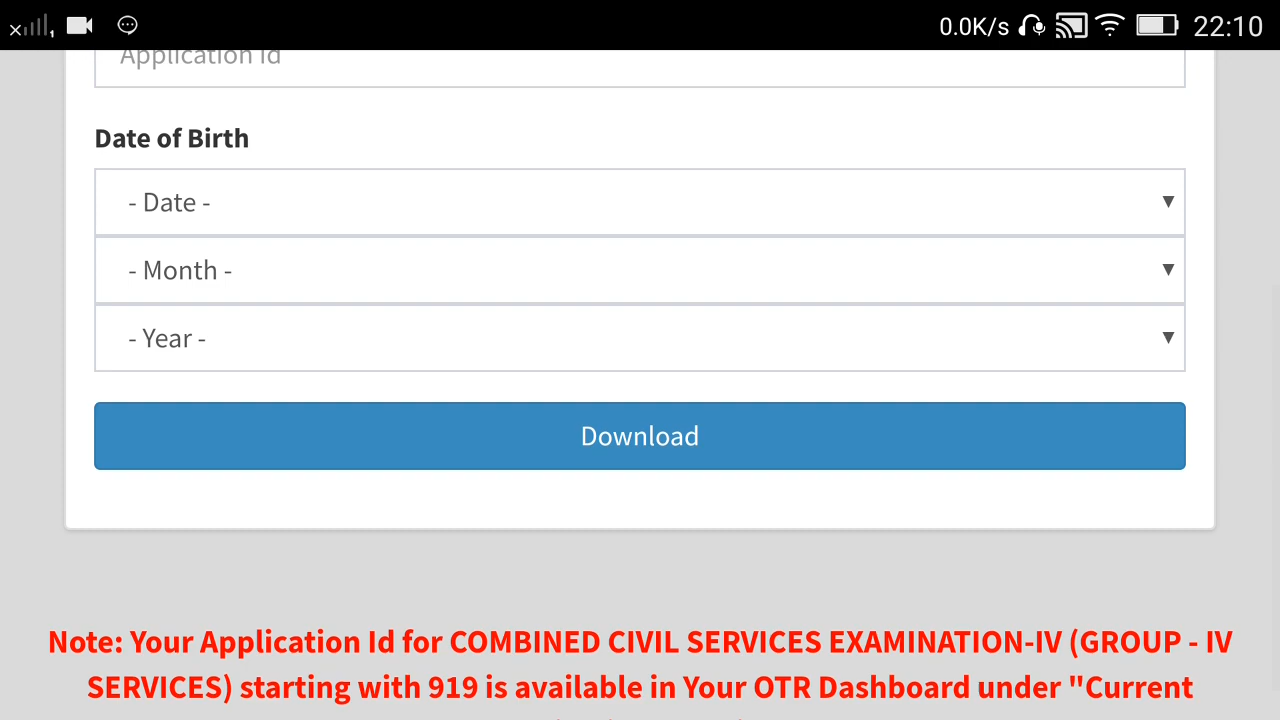 0.0K/s 22:10
Application Id
Date of Birth
- Date -
- Month -
- Year -
Download
Note: Your Application Id for COMBINED CIVIL SERVICES EXAMINATION-IV (GROUP - IV
SERVICES) starting with 919 is available in Your OTR Dashboard under "Current